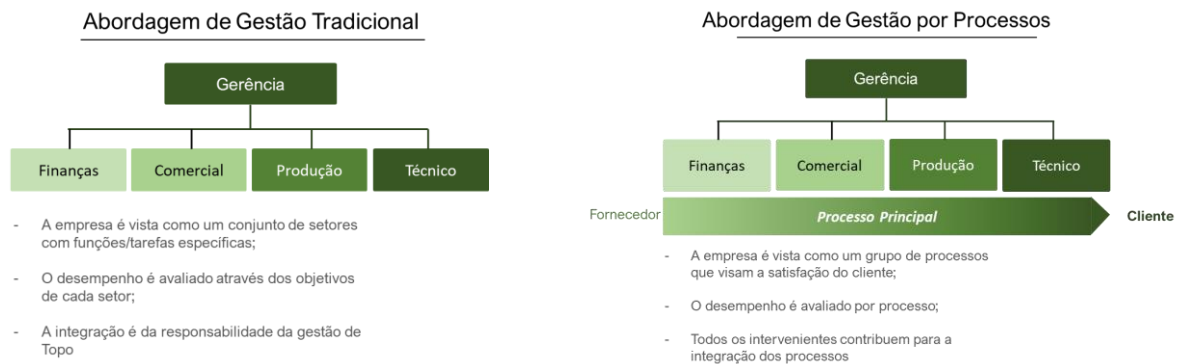 Abordagem de Gestão Tradicional
Gerência
Finanças
Comercial
Produção
Técnico
- A empresa é vista como um conjunto de setores
com funções/tarefas especificas;
- O desempenho é avaliado através dos objetivos
de cada setor;
- A integração é da responsabilidade da gestão de
Topo
Abordagem de Gestão por Processos
Gerência
Finanças
Comercial
Produção
Técnico
Fornecedor
Processo Principal
Cliente
- A empresa é vista como um grupo de processos
que visam a satisfação do cliente;
- O desempenho é avaliado por processo;
- Todos os intervenientes contribuem para a
integração dos processos